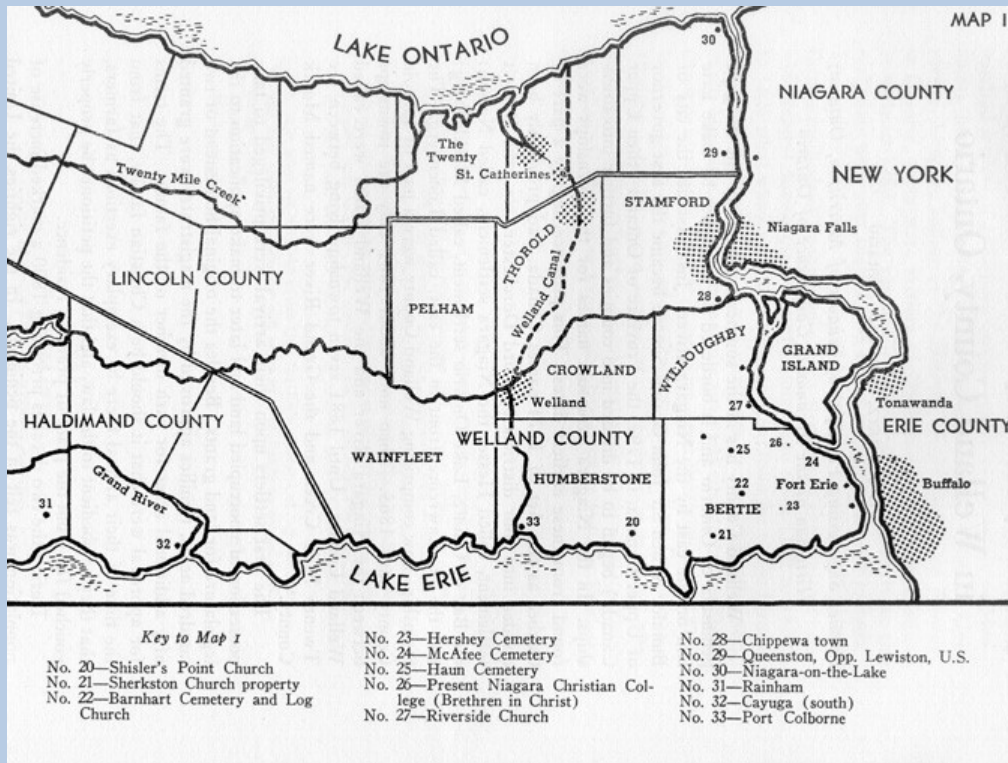 MAP I
LAKE ONTARIO
NIAGARA COUNTY
NEW YORK
30
29
The
Twenty
St. Catherines
Twenty Mile Creek
STAMFORD
Niagara Falls
THOROLD
Welland Canal
LINCOLN COUNTY
PELHAM
28
WILLOUGHBY
GRAND
ISLAND
CROWLAND
Welland
27
Tonawanda
HALDIMAND COUNTY
WELLAND COUNTY
ERIE COUNTY
26
25
24
WAINFLEET
HUMBERSTONE
Fort Erie
Buffalo
Grand River
22
BERTIE
23
31
32
33
20
21
LAKE ERIE
Key to Map 1
No. 20—Shisler's Point Church
No. 21—Sherkston Church property
No. 22—Barnhart Cemetery and Log
Church
No. 23—Hershey Cemetery
No. 24—McAfee Cemetery
No. 25—Haun Cemetery
No. 26—Present Niagara Christian Col-
lege (Brethren in Christ)
No. 27—Riverside Church
No. 28—Chippewa town
No. 29—Queenston, Opp. Lewiston, U.S.
No. 30—Niagara-on-the-Lake
No. 31—Rainham
No. 32—Cayuga (south)
No. 33—Port Colborne